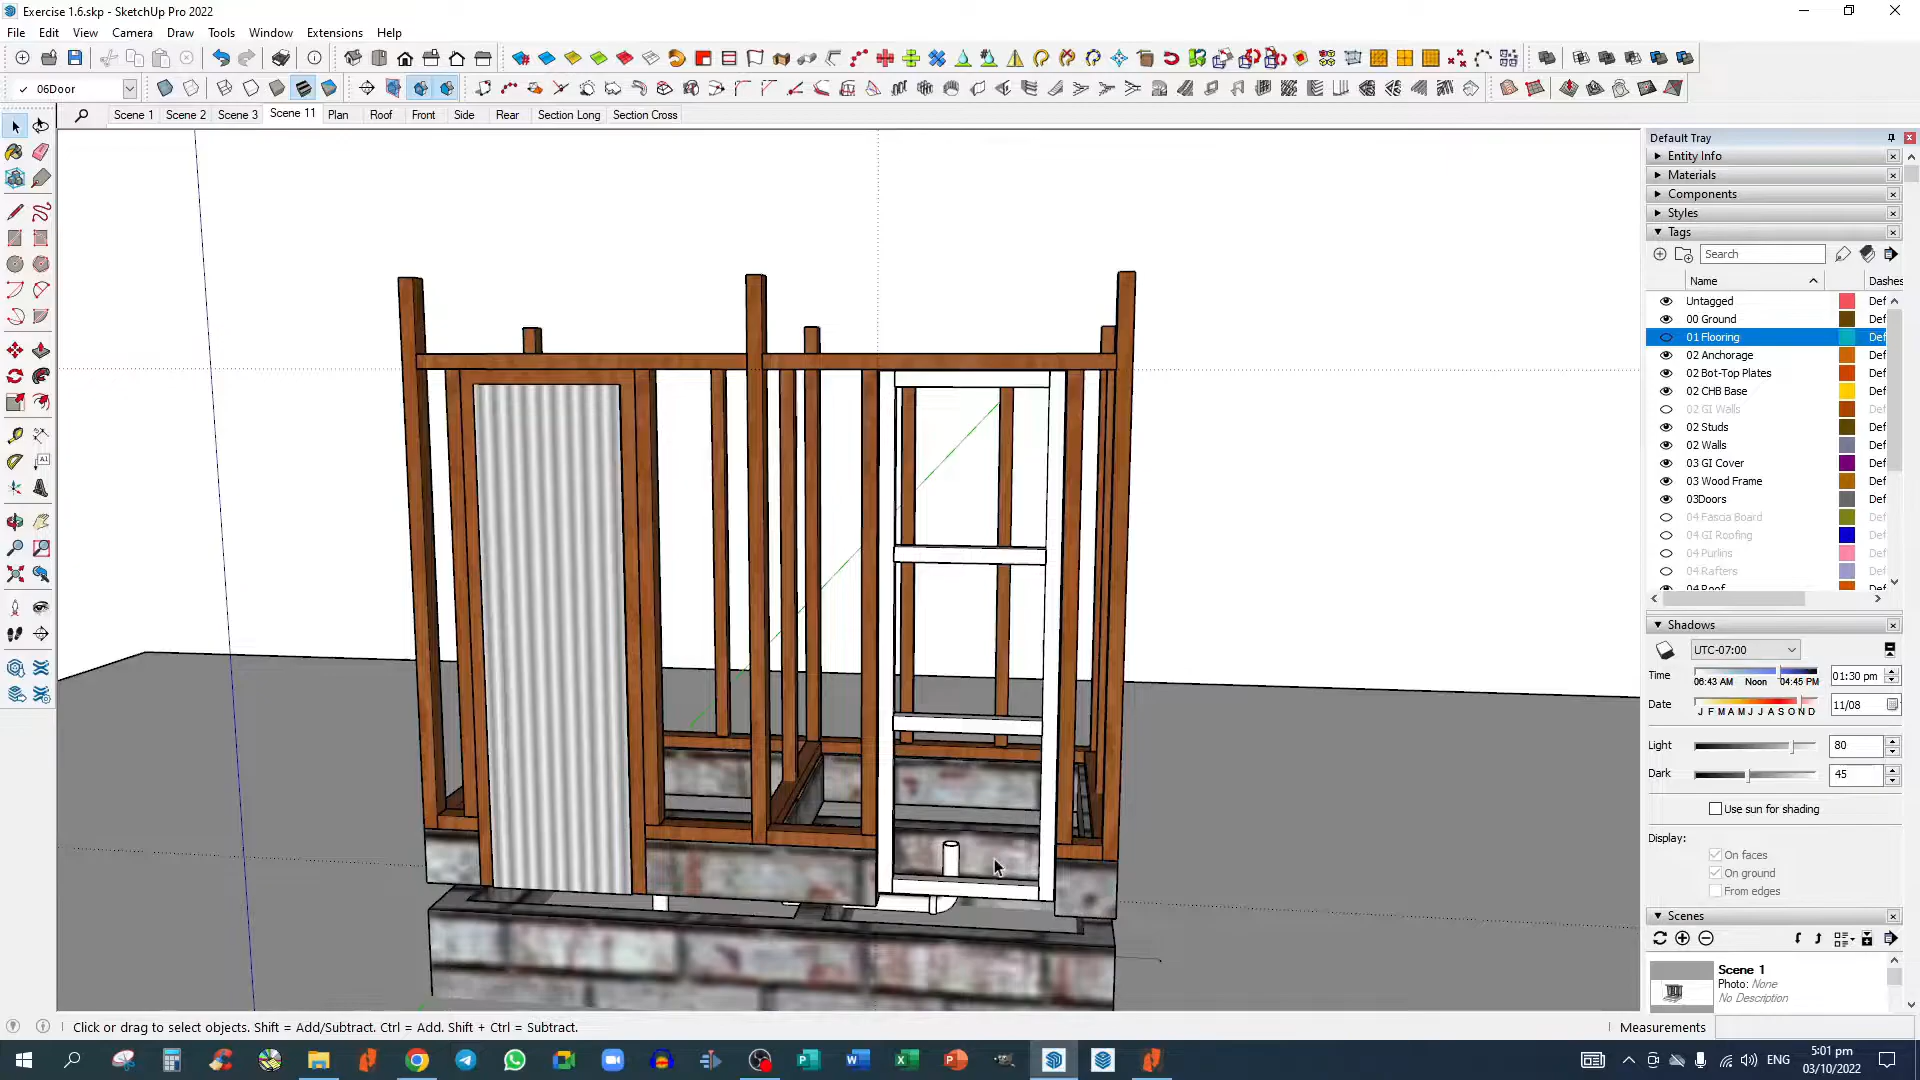 Exercise 1.6.skp - SketchUp Pro 2022
File Edit View Camera Draw Tools Window Extensions Help
06Door
Scene 1 Scene 2 Scene 3 Scene 11 Plan Roof Front Side Rear Section Long Section Cross
Default Tray
Entity Info
Materials
Components
Styles
Tags
Search
Name Dashes
Untagged Def
00 Ground Def
01 Flooring Def
02 Anchorage Def
02 Bot-Top Plates Def
02 CHB Base Def
02 GI Walls Def
02 Studs Def
02 Walls Def
03 GI Cover Def
03 Wood Frame Def
03Doors Def
04 Fascia Board Def
04 GI Roofing Def
04 Purlins Def
04 Rafters Def
04 Roof Def
Shadows
UTC-07:00
Time 06:43 AM Noon 04:45 PM 01:30 pm
Date J F M A M J J A S O N D 11/08
Light 80
Dark 45
Use sun for shading
Display:
On faces
On ground
From edges
Scenes
Scene 1
Photo: None
No Description
Click or drag to select objects. Shift = Add/Subtract. Ctrl = Add. Shift + Ctrl = Subtract.
Measurements
ENG
5:01 pm
03/10/2022